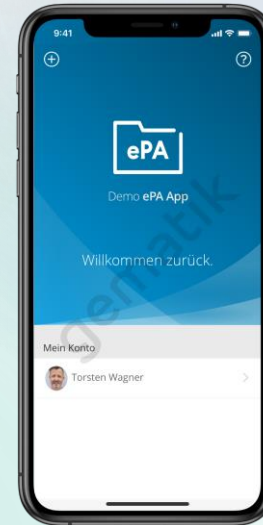 9:41
ePA
Demo ePA App
Willkommen zurück.
gematik
Mein Konto
Torsten Wagner